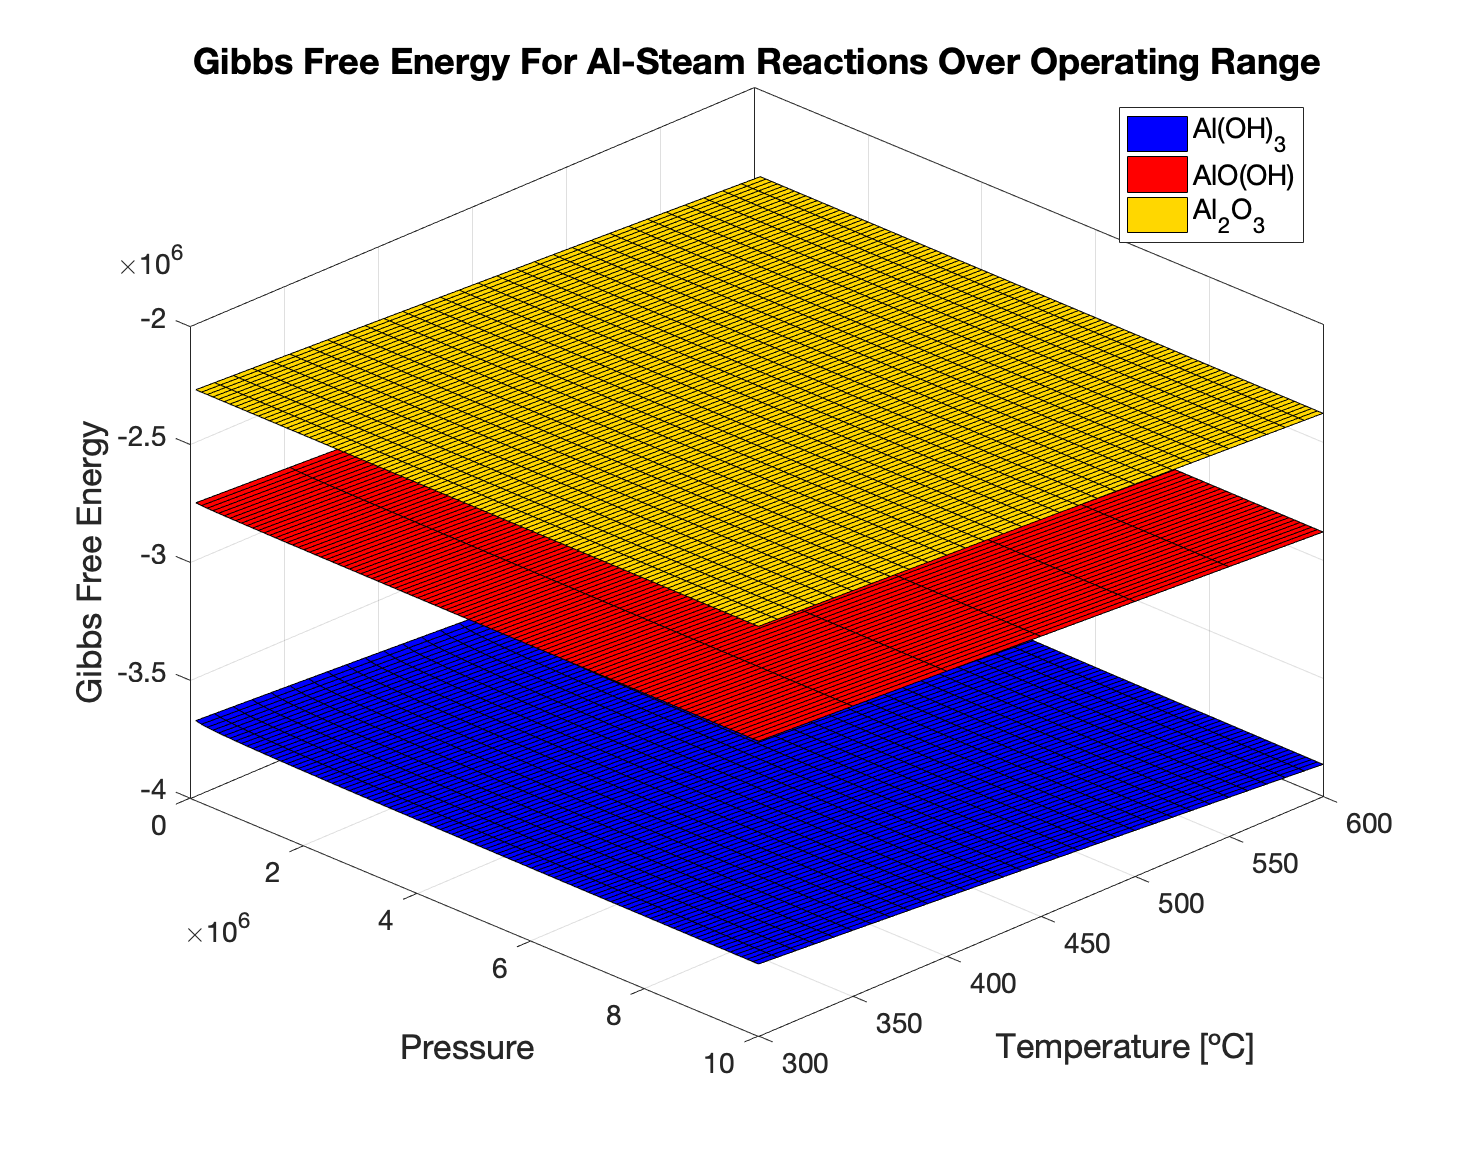 Gibbs Free Energy For Al-Steam Reactions Over Operating Range
Al(OH)3
AlO(OH)
Al2O3
×10^6
-2
-2.5
-3
-3.5
-4
Gibbs Free Energy
0
2
4
6
8
10
×10^6
Pressure
300
350
400
450
500
550
600
Temperature [ºC]